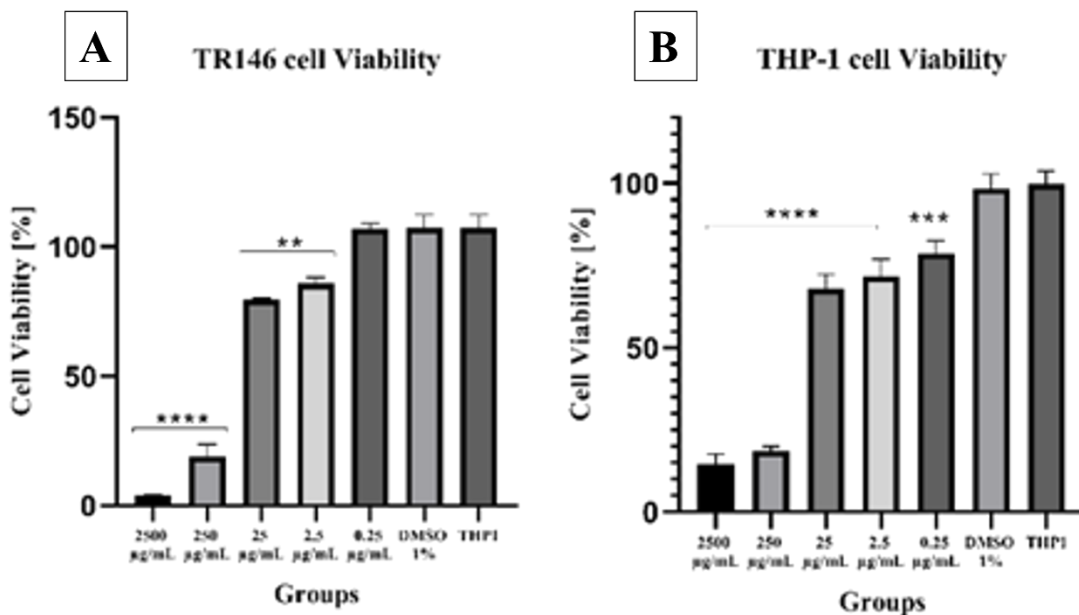 A
TR146 cell Viability
Cell Viability [%]
150
100
50
0
****
**
2500 250 25 2.5 0.25 DMSO THP1
µg/mL µg/mL µg/mL µg/mL µg/mL 1%
Groups
B
THP-1 cell Viability
Cell Viability [%]
100
50
0
****
***
2500 250 25 2.5 0.25 DMSO THP1
µg/mL µg/mL µg/mL µg/mL µg/mL 1%
Groups